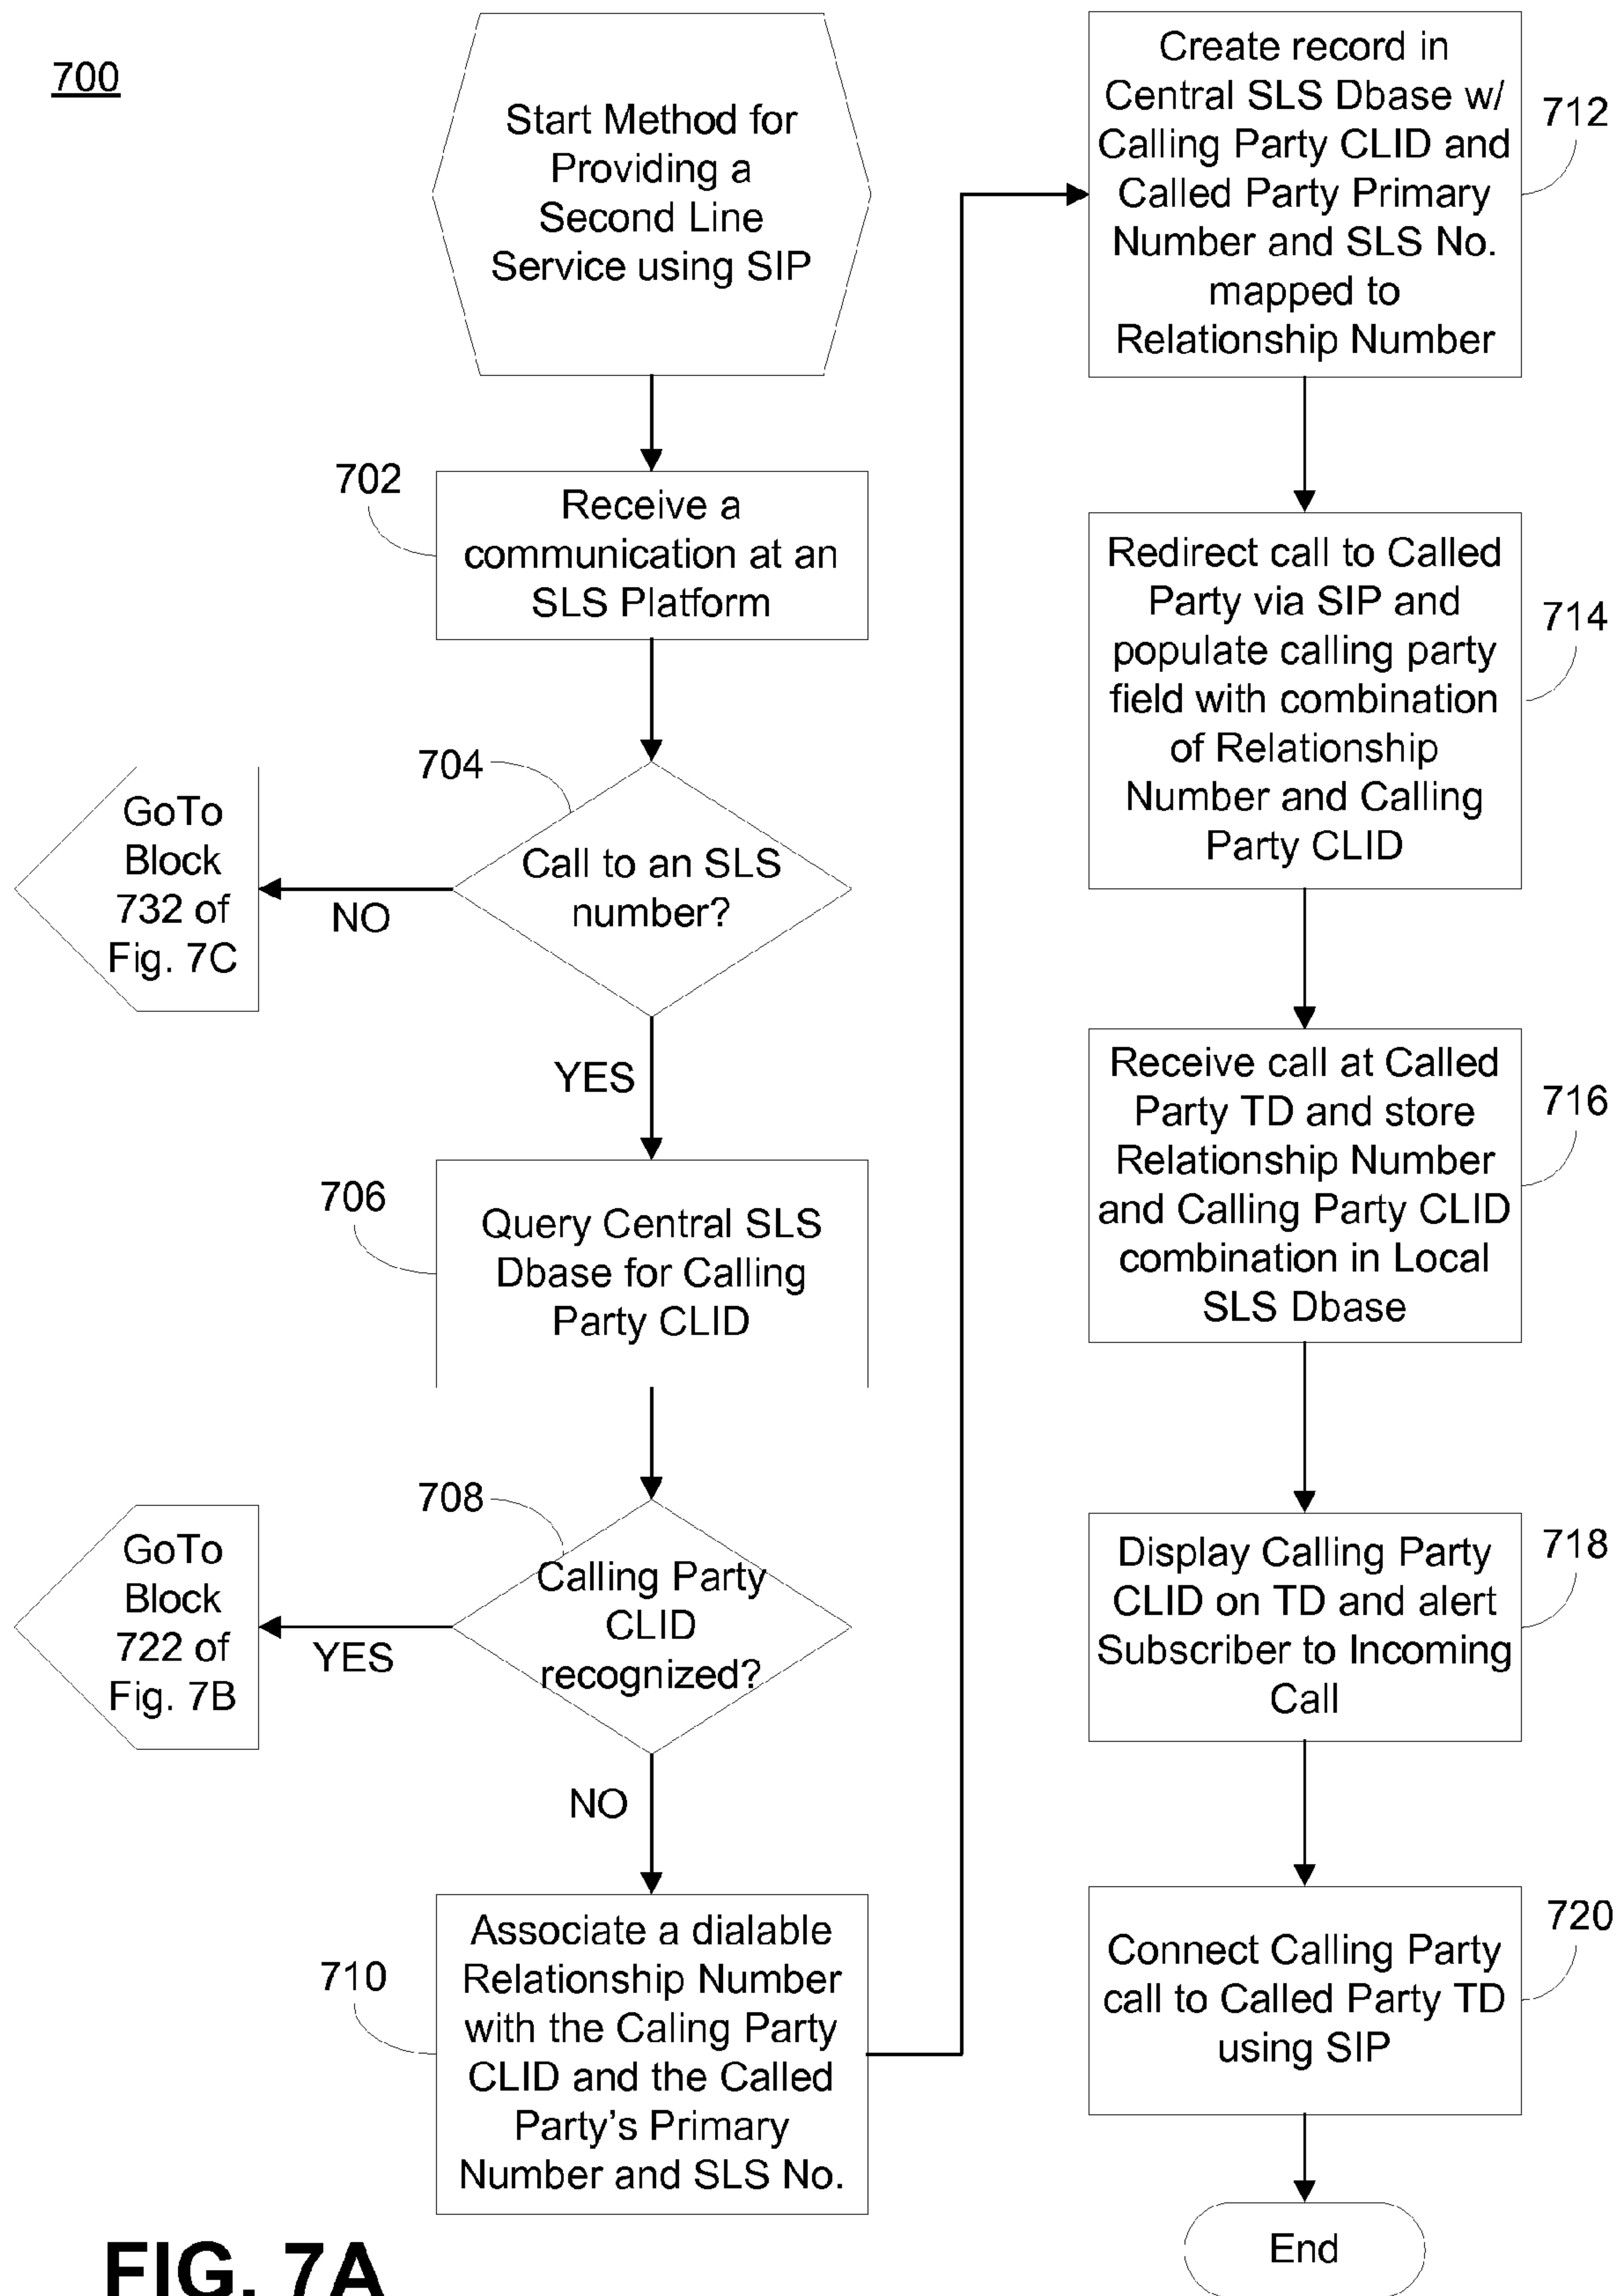 700
Start Method for
Providing a
Second Line
Service using SIP
702
Receive a
communication at an
SLS Platform
704
Call to an SLS
number?
NO
GoTo
Block
732 of
Fig. 7C
YES
706
Query Central SLS
Dbase for Calling
Party CLID
708
Calling Party
CLID
recognized?
YES
GoTo
Block
722 of
Fig. 7B
NO
710
Associate a dialable
Relationship Number
with the Caling Party
CLID and the Called
Party's Primary
Number and SLS No.
Create record in
Central SLS Dbase w/
Calling Party CLID and
Called Party Primary
Number and SLS No.
mapped to
Relationship Number
712
Redirect call to Called
Party via SIP and
populate calling party
field with combination
of Relationship
Number and Calling
Party CLID
714
Receive call at Called
Party TD and store
Relationship Number
and Calling Party CLID
combination in Local
SLS Dbase
716
Display Calling Party
CLID on TD and alert
Subscriber to Incoming
Call
718
Connect Calling Party
call to Called Party TD
using SIP
720
End
FIG. 7A